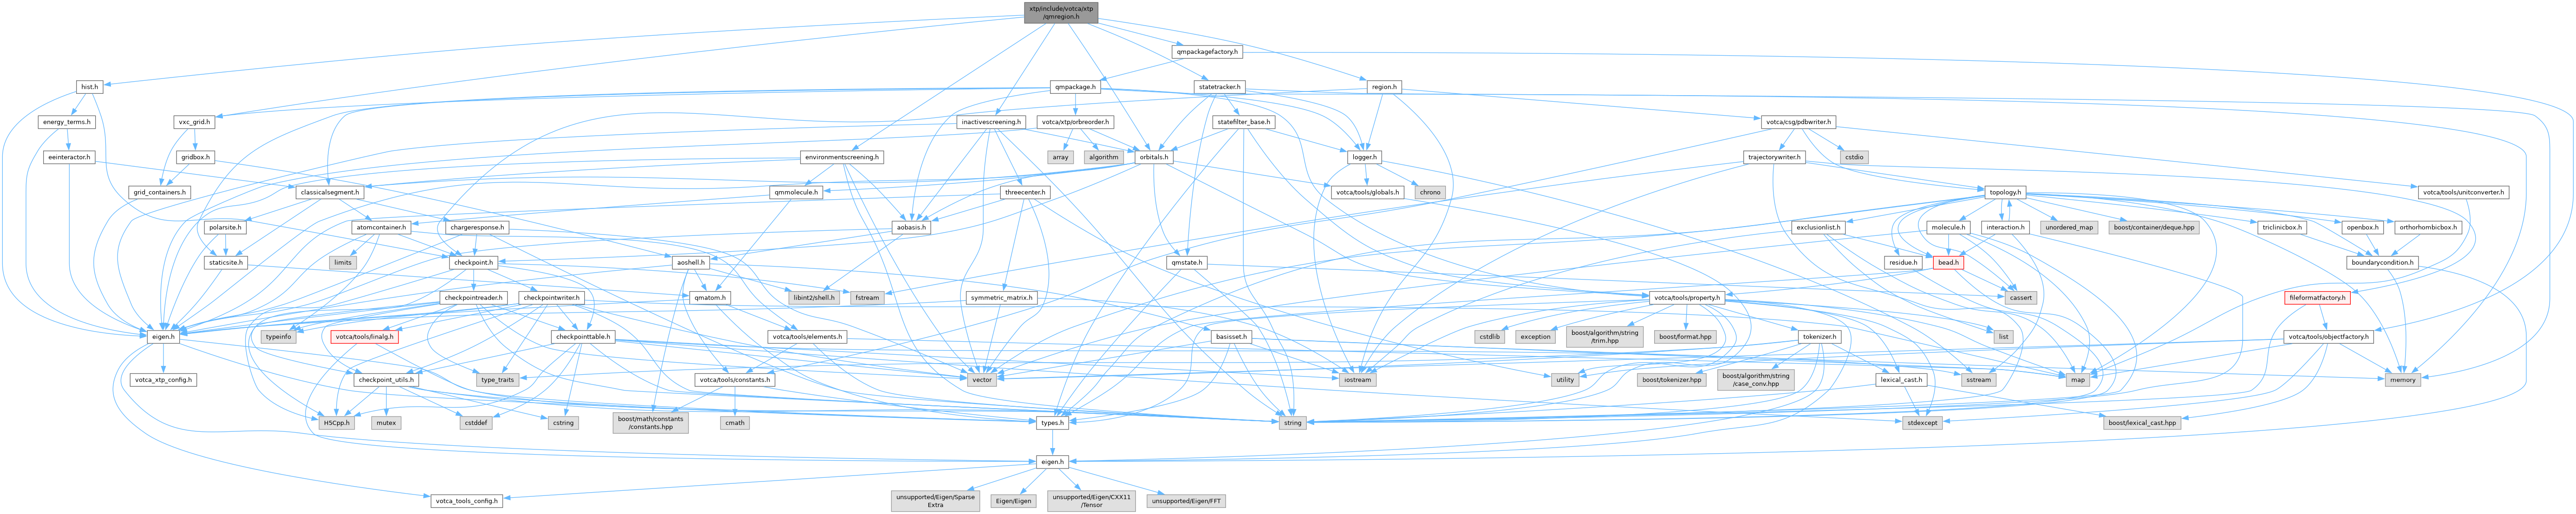 xtp/include/votca/xtp
/qmregion.h
qmpackagefactory.h
hist.h
qmpackage.h
statetracker.h
region.h
energy_terms.h
vxc_grid.h
inactivescreening.h
votca/xtp/orbreorder.h
statefilter_base.h
votca/csg/pdbwriter.h
eeinteractor.h
gridbox.h
environmentscreening.h
array
algorithm
orbitals.h
logger.h
trajectorywriter.h
cstdio
grid_containers.h
classicalsegment.h
qmmolecule.h
threecenter.h
votca/tools/globals.h
chrono
topology.h
votca/tools/unitconverter.h
polarsite.h
atomcontainer.h
chargeresponse.h
aobasis.h
exclusionlist.h
molecule.h
interaction.h
unordered_map
boost/container/deque.hpp
triclinicbox.h
openbox.h
orthorhombicbox.h
staticsite.h
limits
checkpoint.h
aoshell.h
qmstate.h
residue.h
bead.h
boundarycondition.h
checkpointreader.h
checkpointwriter.h
qmatom.h
libint2/shell.h
fstream
symmetric_matrix.h
votca/tools/property.h
cassert
fileformatfactory.h
eigen.h
typeinfo
votca/tools/linalg.h
checkpointtable.h
votca/tools/elements.h
basisset.h
cstdlib
exception
boost/algorithm/string
/trim.hpp
boost/format.hpp
tokenizer.h
list
votca/tools/objectfactory.h
votca_xtp_config.h
checkpoint_utils.h
type_traits
votca/tools/constants.h
vector
iostream
utility
boost/tokenizer.hpp
boost/algorithm/string
/case_conv.hpp
lexical_cast.h
sstream
map
memory
H5Cpp.h
mutex
cstddef
cstring
boost/math/constants
/constants.hpp
cmath
types.h
string
stdexcept
boost/lexical_cast.hpp
eigen.h
votca_tools_config.h
unsupported/Eigen/Sparse
Extra
Eigen/Eigen
unsupported/Eigen/CXX11
/Tensor
unsupported/Eigen/FFT